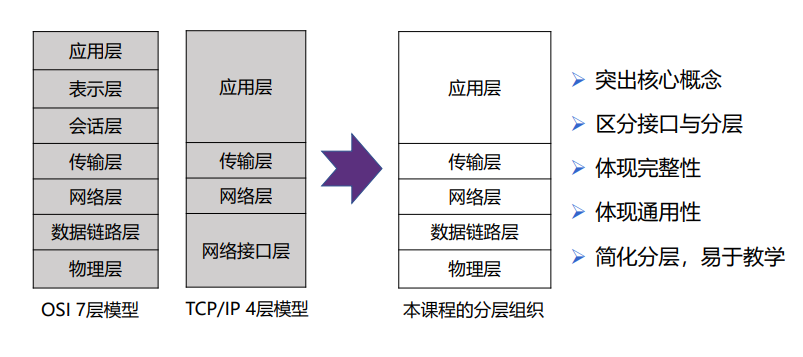 应用层
表示层
会话层
传输层
网络层
数据链路层
物理层
OSI 7层模型
应用层
传输层
网络层
网络接口层
TCP/IP 4层模型
应用层
传输层
网络层
数据链路层
物理层
本课程的分层组织
突出核心概念
区分接口与分层
体现完整性
体现通用性
简化分层，易于教学